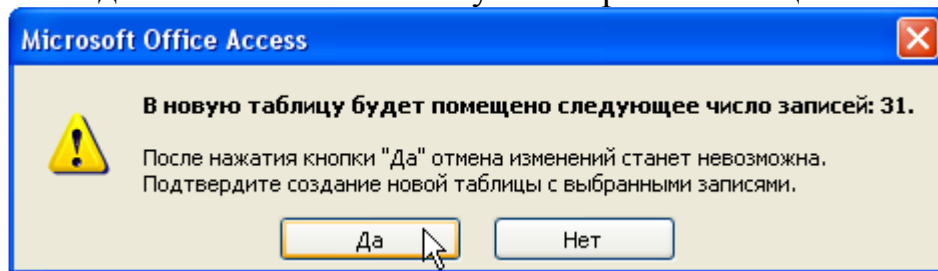 Microsoft Office Access
В новую таблицу будет помещено следующее число записей: 31.
После нажатия кнопки "Да" отмена изменений станет невозможна.
Подтвердите создание новой таблицы с выбранными записями.
Да
Нет